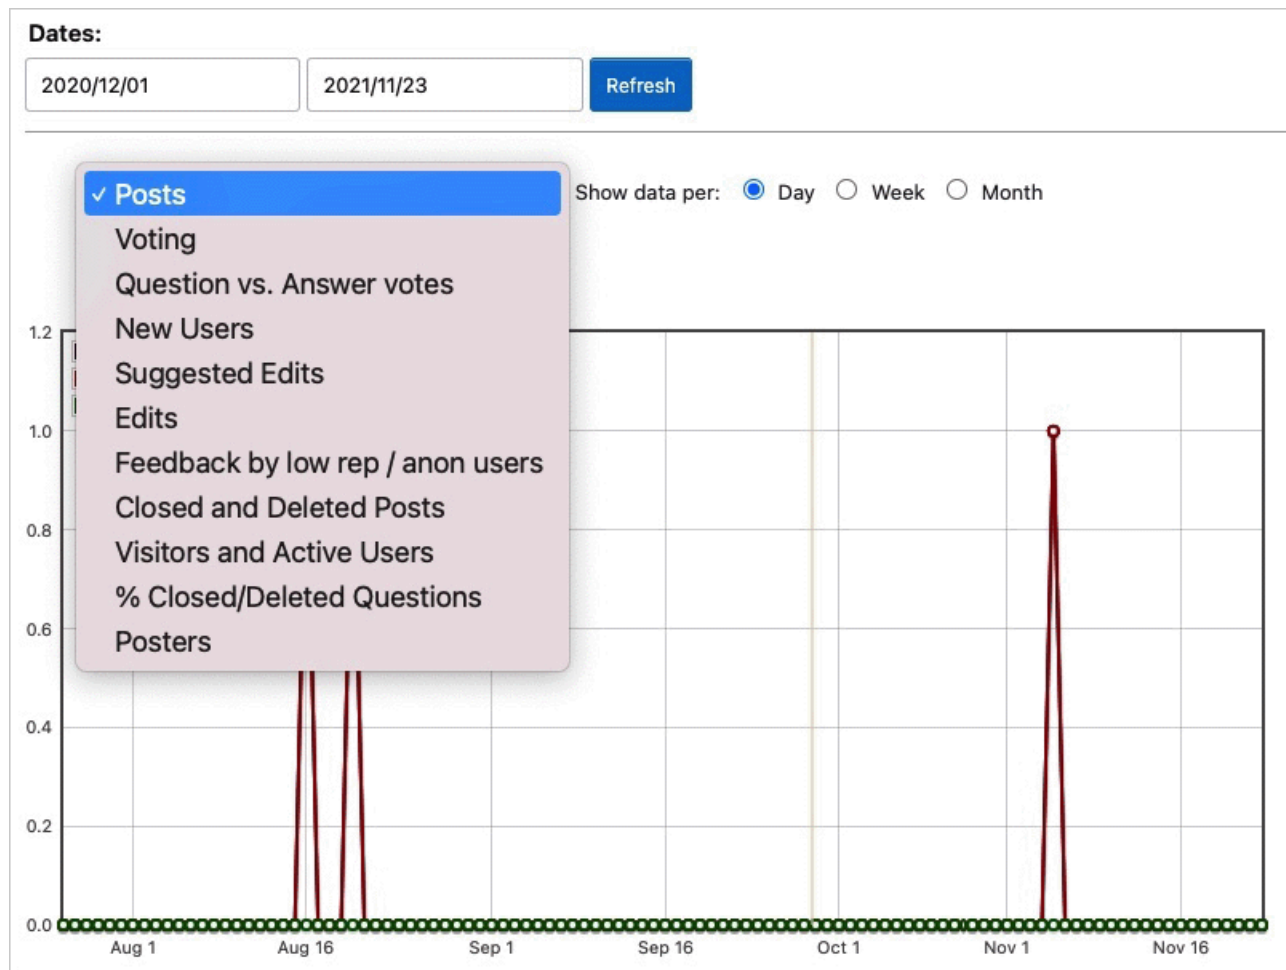 Dates:
2020/12/01 2021/11/23 Refresh
✓ Posts
Show data per: Day Week Month
Voting
Question vs. Answer votes
New Users
Suggested Edits
Edits
Feedback by low rep / anon users
Closed and Deleted Posts
Visitors and Active Users
% Closed/Deleted Questions
Posters
1.2
1.0
0.8
0.6
0.4
0.2
0.0
Aug 1 Aug 16 Sep 1 Sep 16 Oct 1 Nov 1 Nov 16